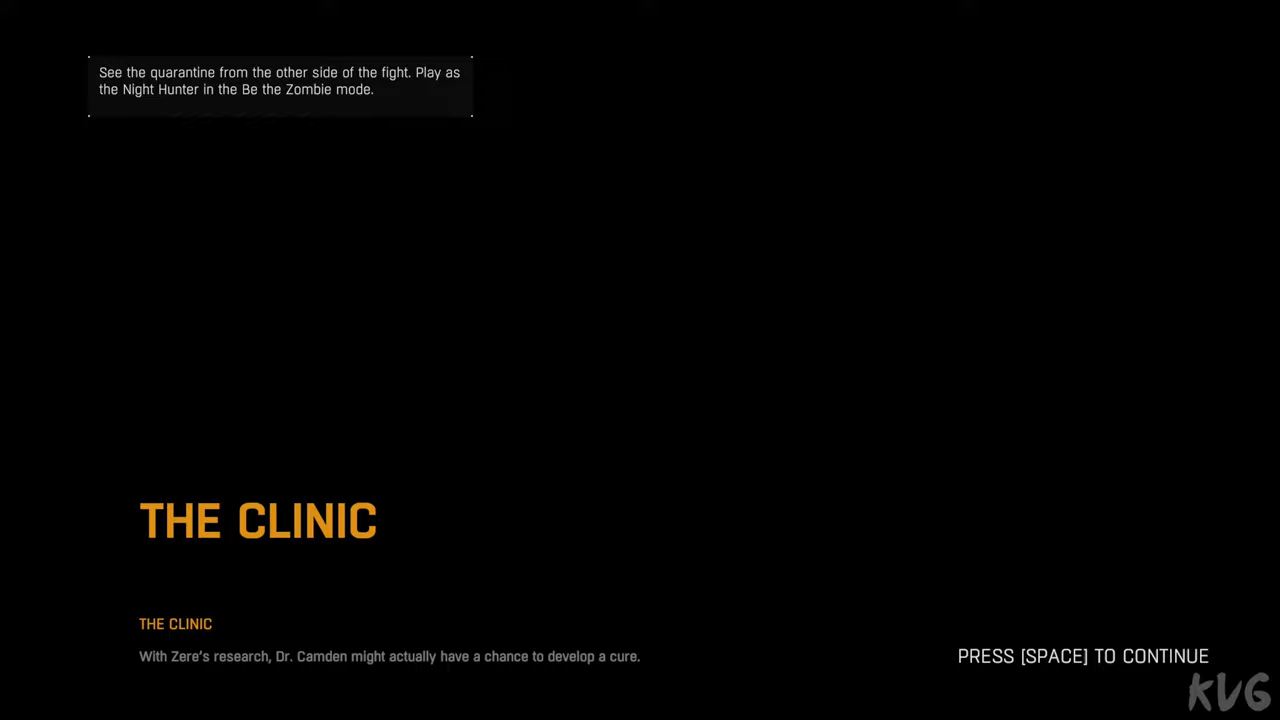 See the quarantine from the other side of the fight. Play as
the Night Hunter in the Be the Zombie mode.
THE CLINIC
THE CLINIC
With Zere's research, Dr. Camden might actually have a chance to develop a cure.
PRESS [SPACE] TO CONTINUE
KVG